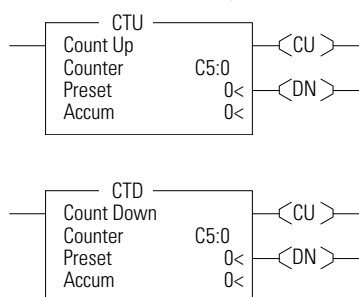 CTU
Count Up
CU
Counter C5:0
Preset 0<
DN
Accum 0<
CTD
Count Down
CU
Counter C5:0
Preset 0<
DN
Accum 0<